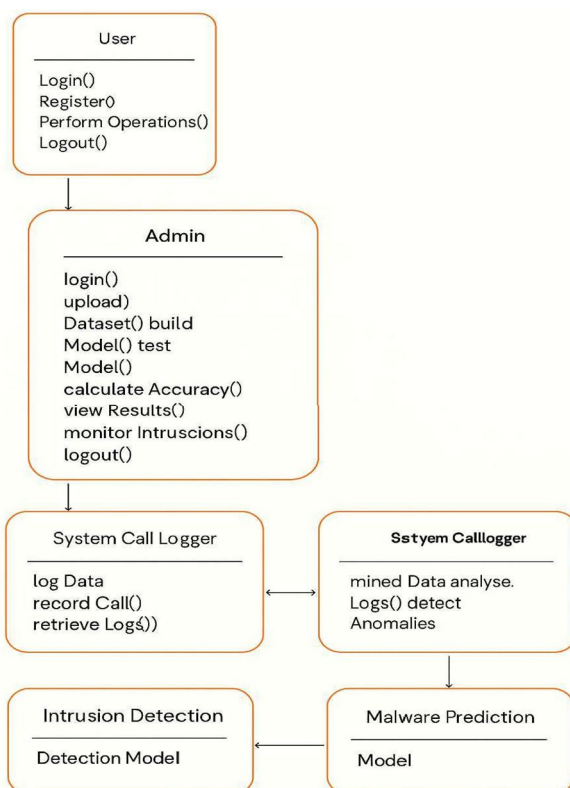 User
Login()
Register()
Perform Operations()
Logout()
Admin
login()
upload)
Dataset() build
Model() test
Model()
calculate Accuracy()
view Results()
monitor Intruscions()
logout()
System Call Logger
log Data
record Call()
retrieve Logs())
Sstyem Calllogger
mined Data analyse.
Logs() detect
Anomalies
Intrusion Detection
Detection Model
Malware Prediction
Model